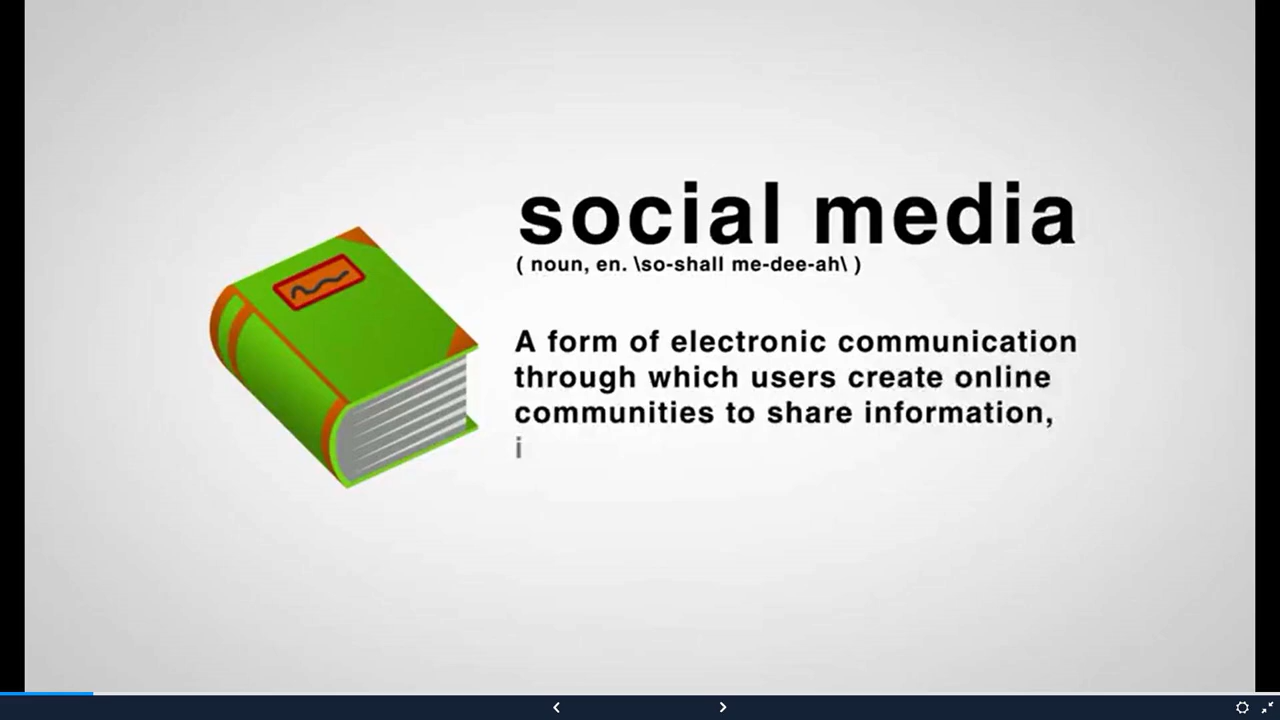 social media
( noun, en. \so-shall me-dee-ah\ )
A form of electronic communication
through which users create online
communities to share information,
i